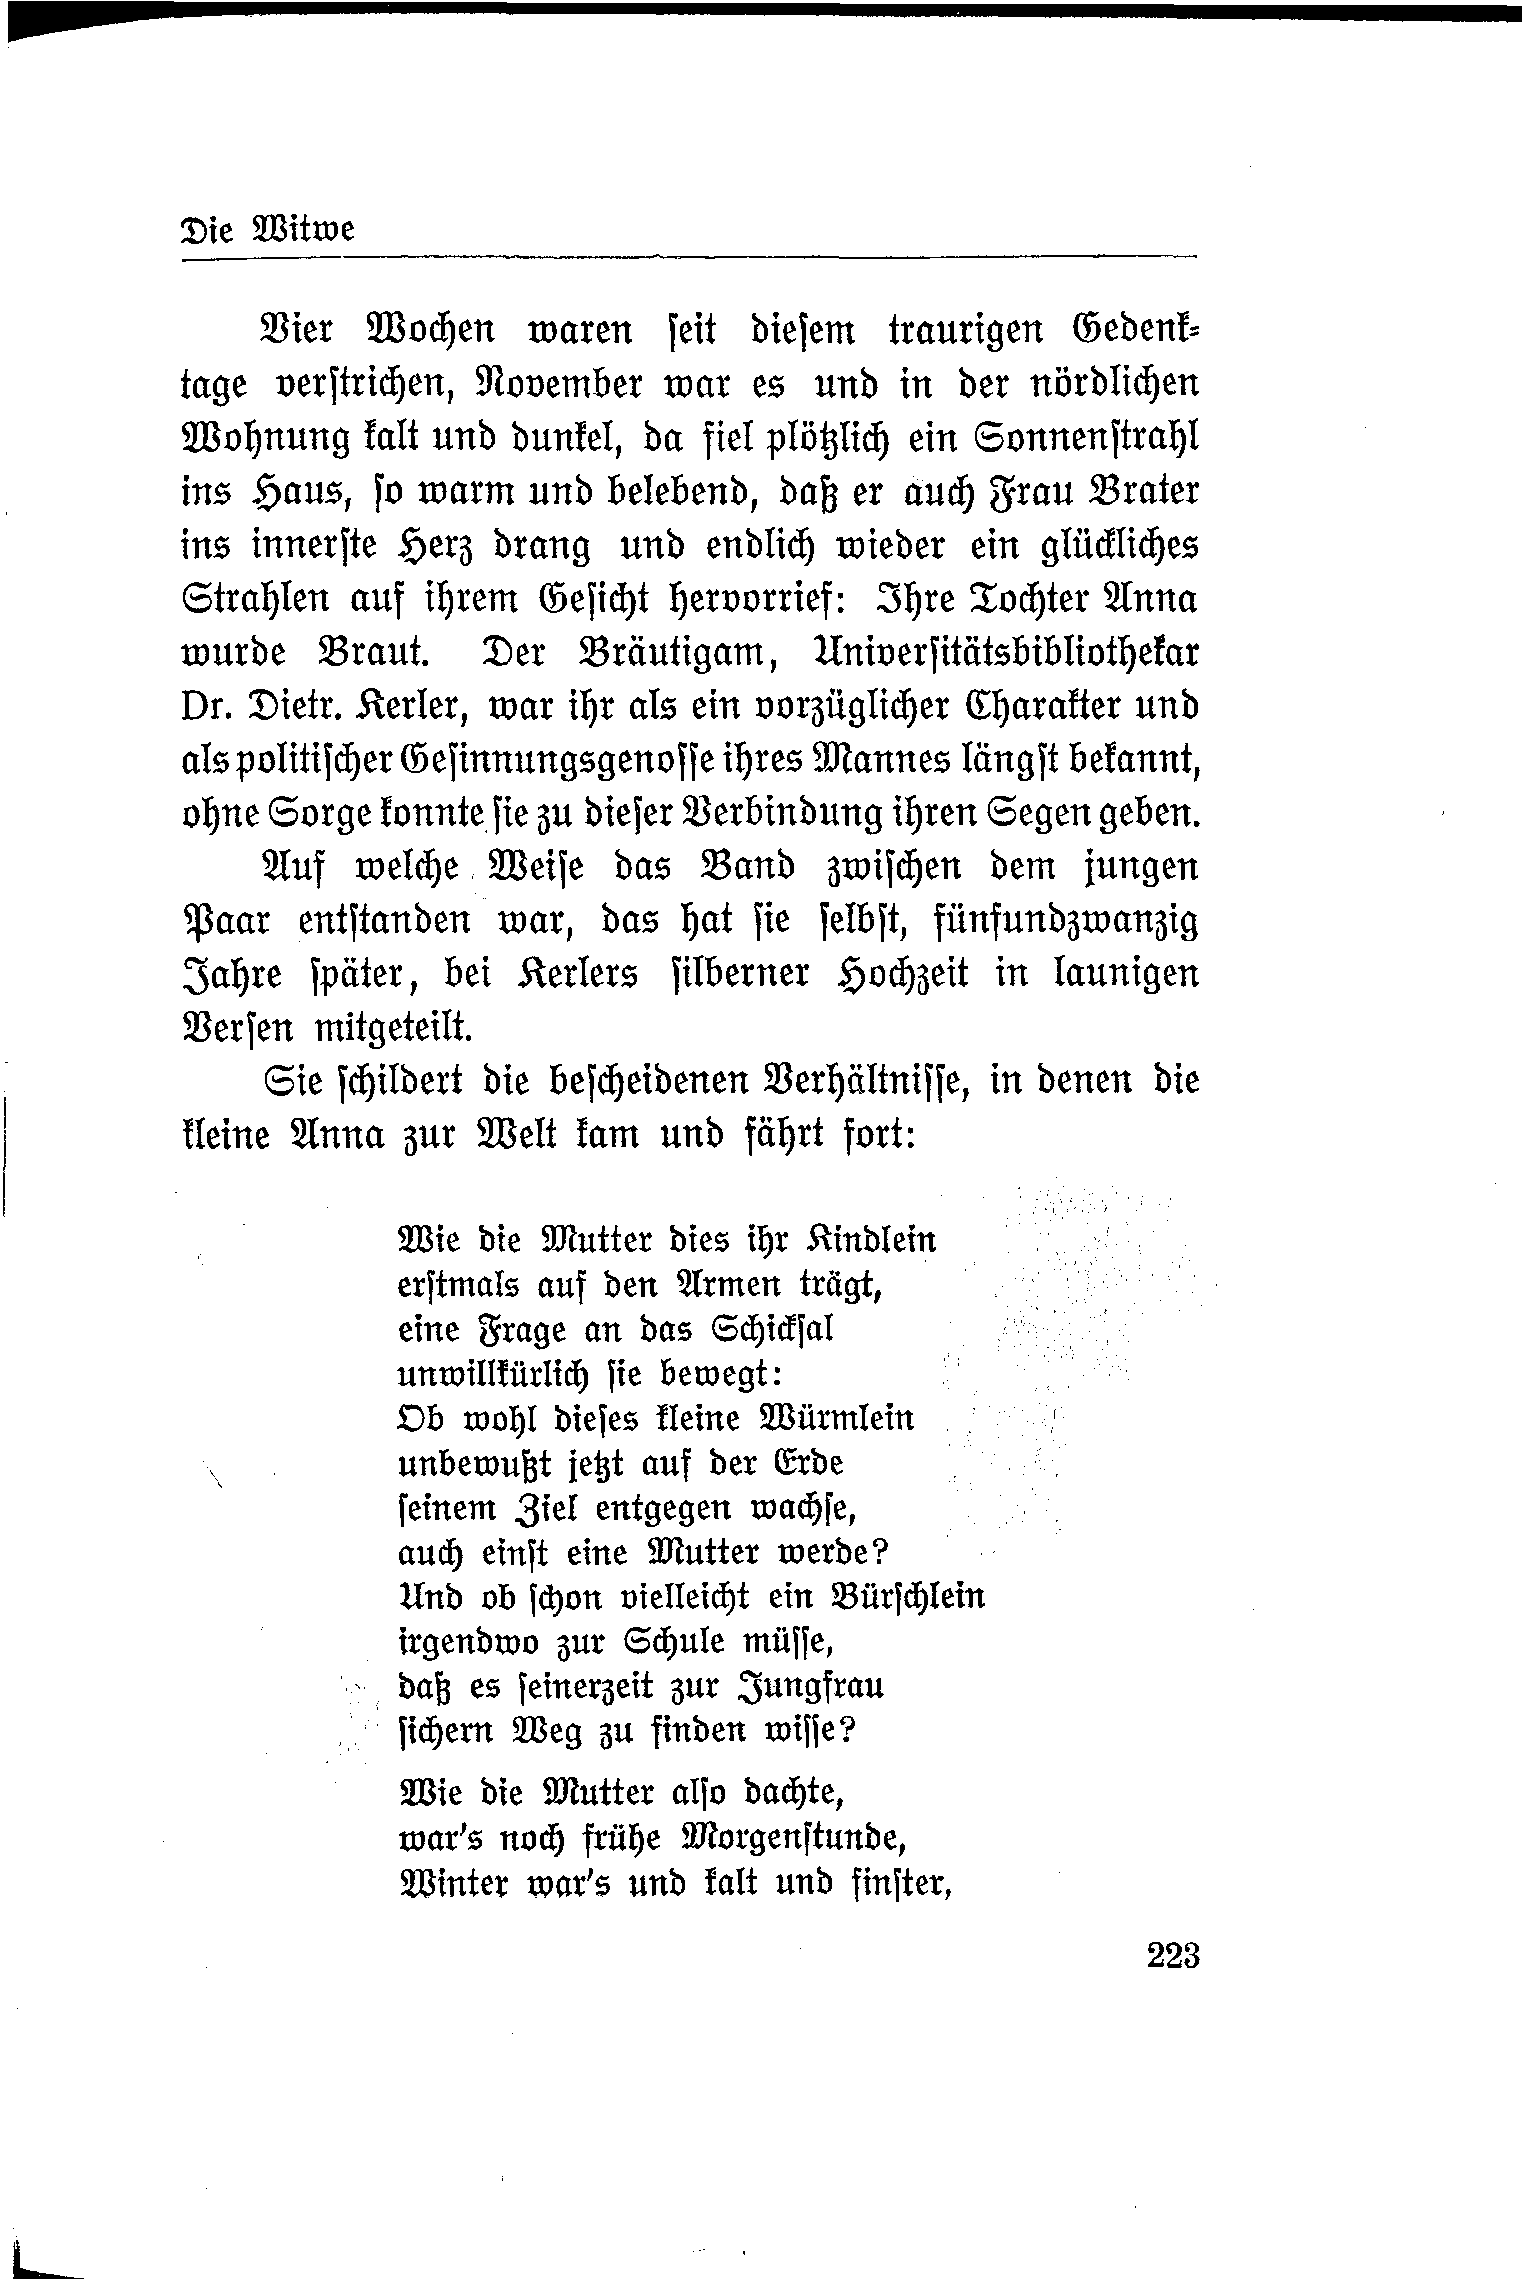 Die Witwe
Vier Wochen waren seit diesem traurigen Gedenk-
tage verstrichen, November war es und in der nördlichen
Wohnung kalt und dunkel, da fiel plötzlich ein Sonnenstrahl
ins Haus, so warm und belebend, daß er auch Frau Brater
ins innerste Herz drang und endlich wieder ein glückliches
Strahlen auf ihrem Gesicht hervorrief: Ihre Tochter Anna
wurde Braut. Der Bräutigam, Universitätsbibliothekar
Dr. Dietr. Kerler, war ihr als ein vorzüglicher Charakter und
als politischer Gesinnungsgenosse ihres Mannes längst bekannt,
ohne Sorge konnte sie zu dieser Verbindung ihren Segen geben.
Auf welche Weise das Band zwischen dem jungen
Paar entstanden war, das hat sie selbst, fünfundzwanzig
Jahre später, bei Kerlers silberner Hochzeit in launigen
Versen mitgeteilt.
Sie schildert die bescheidenen Verhältnisse, in denen die
kleine Anna zur Welt kam und fährt fort:
Wie die Mutter dies ihr Kindlein
erstmals auf den Armen trägt,
eine Frage an das Schicksal
unwillkürlich sie bewegt:
Ob wohl dieses kleine Würmlein
unbewußt jetzt auf der Erde
seinem Ziel entgegen wachse,
auch einst eine Mutter werde?
Und ob schon vielleicht ein Bürschlein
irgendwo zur Schule müsse,
daß es seinerzeit zur Jungfrau
sichern Weg zu finden wisse?
Wie die Mutter also dachte,
war's noch frühe Morgenstunde,
Winter war's und kalt und finster,
223